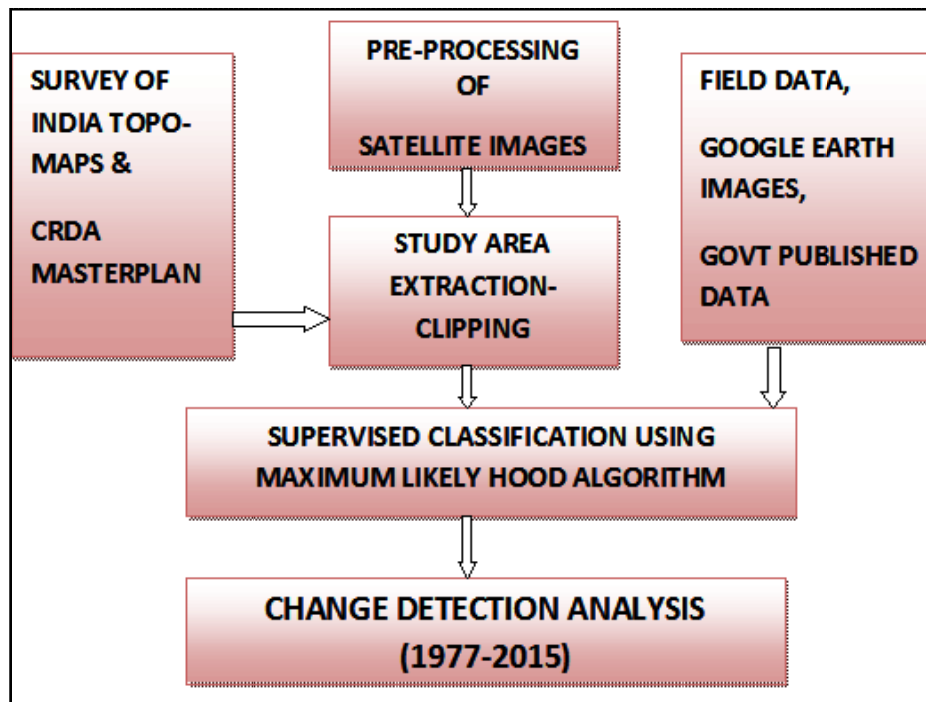 SURVEY OF
INDIA TOPO-
MAPS &
CRDA
MASTERPLAN
PRE-PROCESSING
OF
SATELLITE IMAGES
FIELD DATA,
GOOGLE EARTH
IMAGES,
GOVT PUBLISHED
DATA
STUDY AREA
EXTRACTION-
CLIPPING
SUPERVISED CLASSIFICATION USING
MAXIMUM LIKELY HOOD ALGORITHM
CHANGE DETECTION ANALYSIS
(1977-2015)